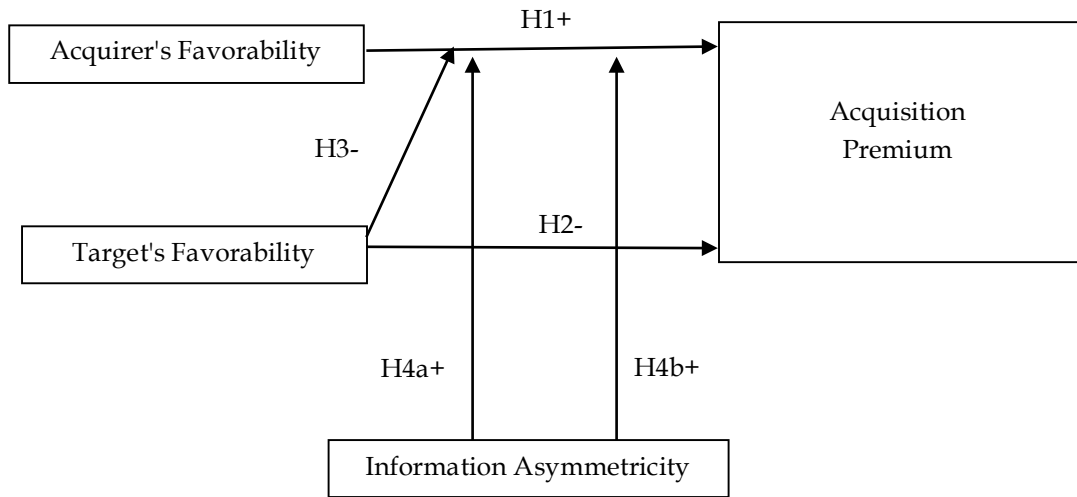 H1+
Acquirer's Favorability
Acquisition
Premium
H3-
H2-
Target's Favorability
H4a+
H4b+
Information Asymmetricity